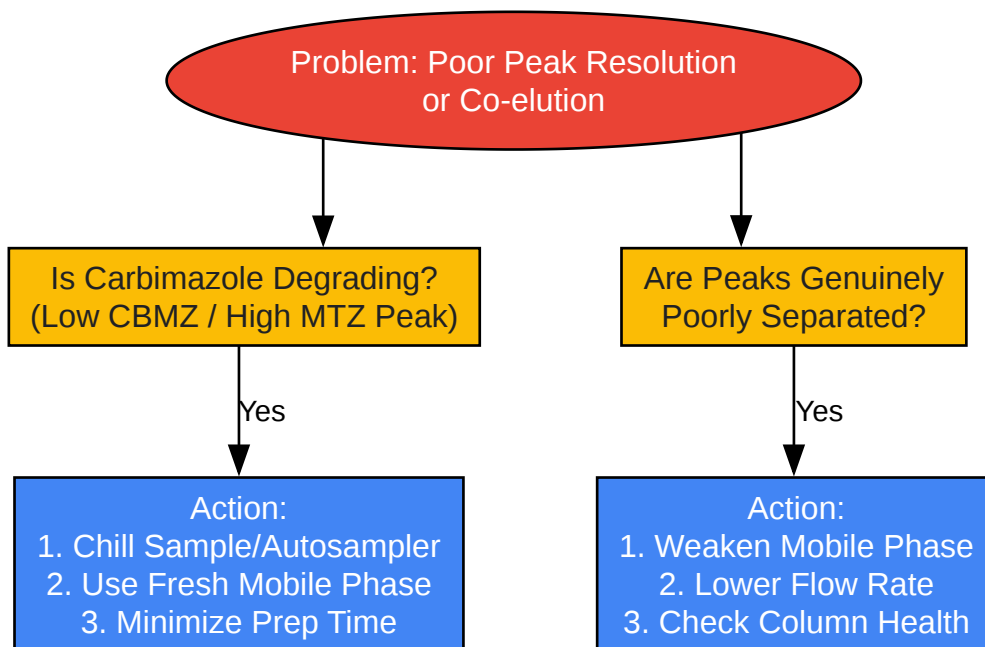 Problem: Poor Peak Resolution
or Co-elution
Is Carbimazole Degrading?
(Low CBMZ / High MTZ Peak)
Are Peaks Genuinely
Poorly Separated?
Yes
Yes
Action:
1. Chill Sample/Autosampler
2. Use Fresh Mobile Phase
3. Minimize Prep Time
Action:
1. Weaken Mobile Phase
2. Lower Flow Rate
3. Check Column Health